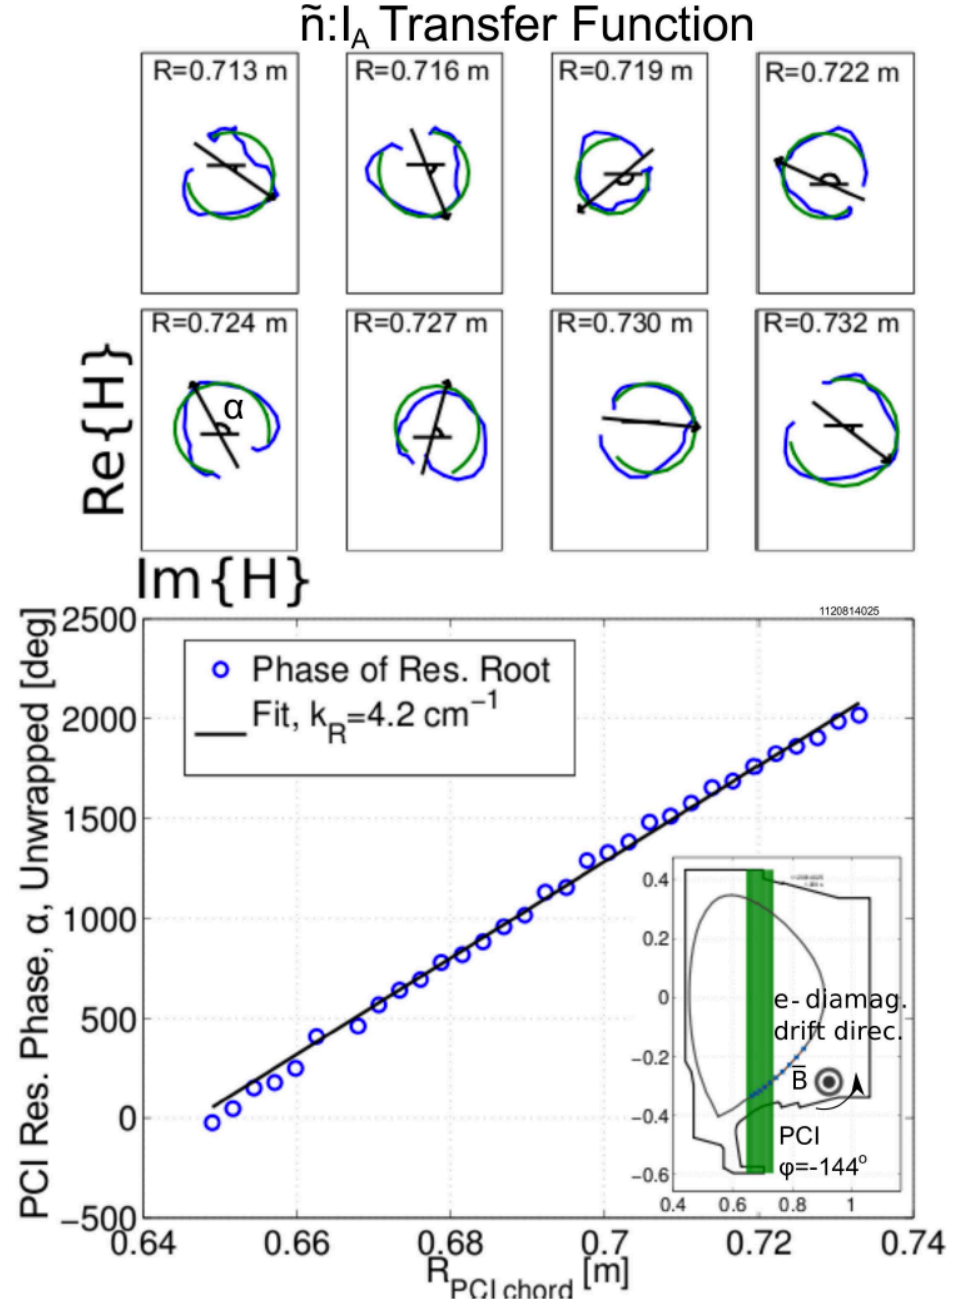 ñ:I_A Transfer Function
R=0.713 m
R=0.716 m
R=0.719 m
R=0.722 m
R=0.724 m
R=0.727 m
R=0.730 m
R=0.732 m
α
Re{H}
Im{H}
1120814025
PCI Res. Phase, α, Unwrapped [deg]
2500
2000
1500
1000
500
0
−500
Phase of Res. Root
Fit, k_R=4.2 cm⁻¹
0.4
0.2
0
−0.2
−0.4
−0.6
e- diamag.
drift direc.
B̅
PCI
φ=-144°
0.4 0.6 0.8 1
0.64 0.66 0.68 0.7 0.72 0.74
R_PCI chord [m]